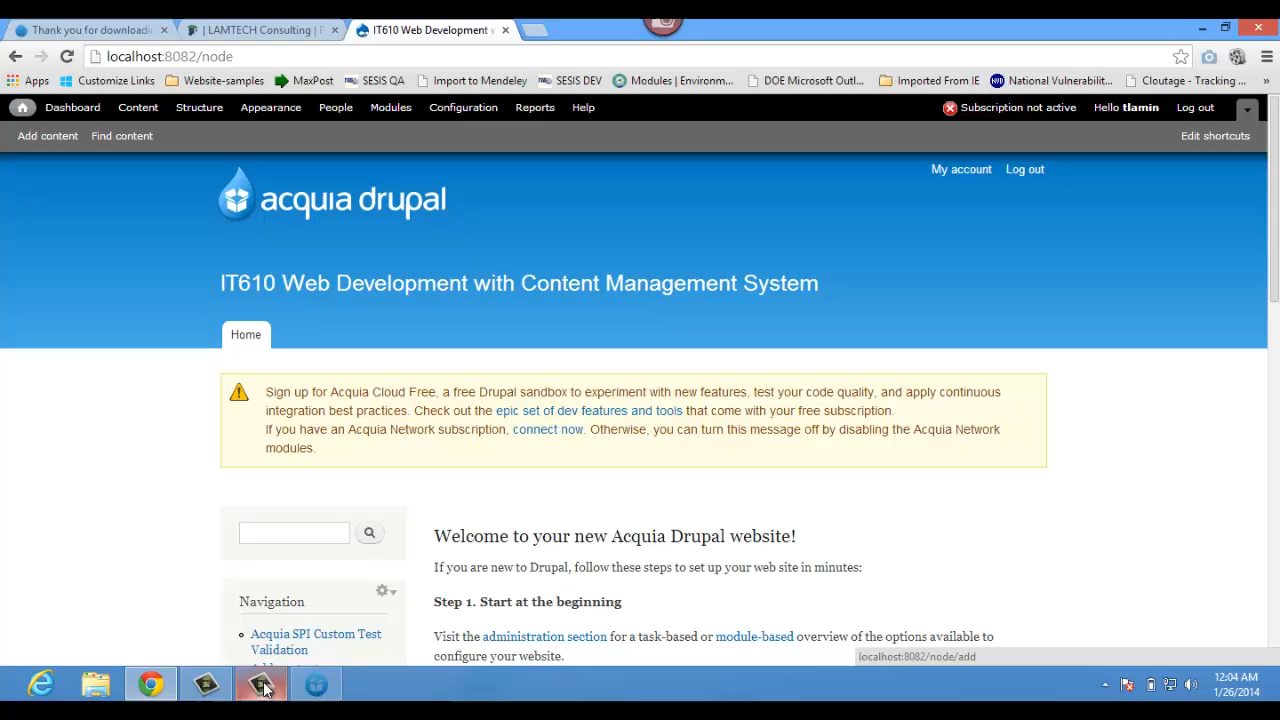 Thank you for downloadin
| LAMTECH Consulting | F
IT610 Web Development w
localhost:8082/node
Apps
Customize Links
Website-samples
MaxPost
SESIS QA
Import to Mendeley
SESIS DEV
Modules | Environ...
DOE Microsoft Outl...
Imported From IE
National Vulnerabilit...
Cloutage - Tracking ...
Dashboard
Content
Structure
Appearance
People
Modules
Configuration
Reports
Help
Subscription not active
Hello tlamin
Log out
Add content
Find content
Edit shortcuts
My account
Log out
acquia drupal
IT610 Web Development with Content Management System
Home
Sign up for Acquia Cloud Free, a free Drupal sandbox to experiment with new features, test your code quality, and apply continuous
integration best practices. Check out the epic set of dev features and tools that come with your free subscription.
If you have an Acquia Network subscription, connect now. Otherwise, you can turn this message off by disabling the Acquia Network
modules.
Navigation
Acquia SPI Custom Test
Validation
Welcome to your new Acquia Drupal website!
If you are new to Drupal, follow these steps to set up your web site in minutes:
Step 1. Start at the beginning
Visit the administration section for a task-based or module-based overview of the options available to
configure your website.
localhost:8082/node/add
12:04 AM
1/26/2014